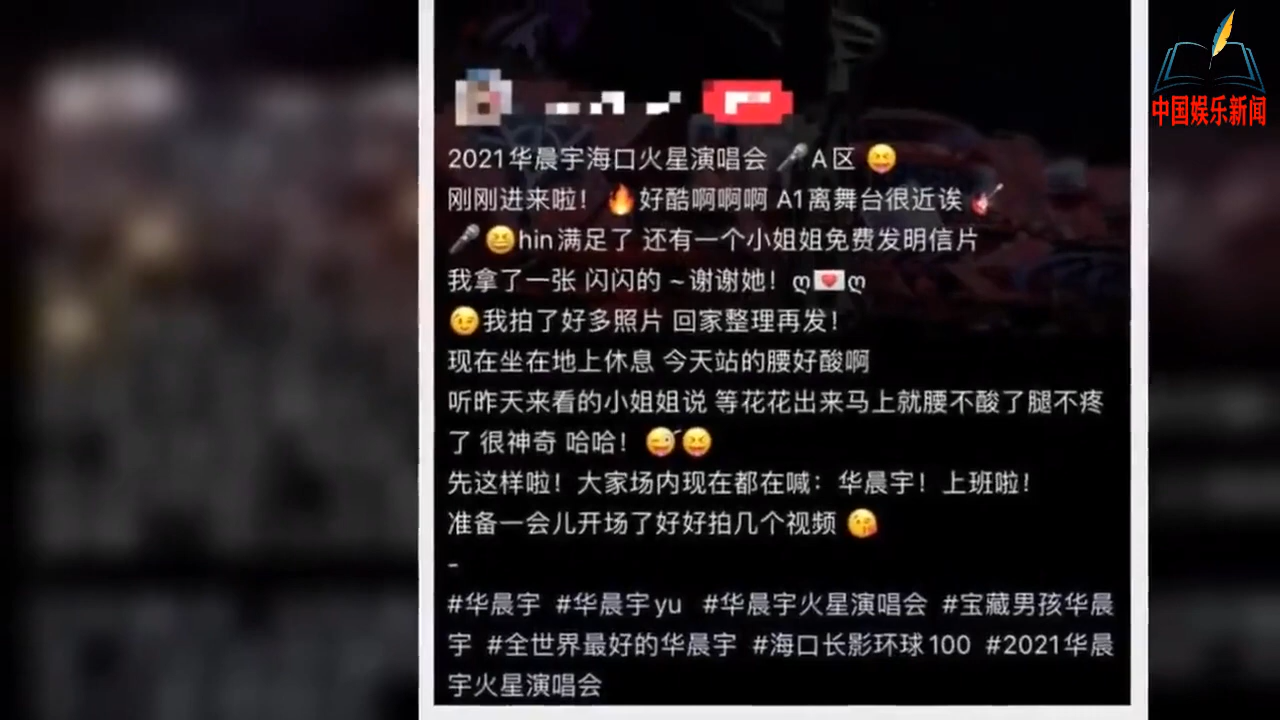 中国娱乐新闻
2021华晨宇海口火星演唱会 🎤A区 😝
刚刚进来啦！🔥好酷啊啊啊 A1离舞台很近诶 🎸
🎤😆hin满足了 还有一个小姐姐免费发明信片
我拿了一张 闪闪的 ~谢谢她！ღ💌ღ
😉我拍了好多照片 回家整理再发！
现在坐在地上休息 今天站的腰好酸啊
听昨天来看的小姐姐说 等花花出来马上就腰不酸了腿不疼
了 很神奇 哈哈！😜😝
先这样啦！大家场内现在都在喊：华晨宇！上班啦！
准备一会儿开场了好好拍几个视频 😘
-
#华晨宇 #华晨宇yu #华晨宇火星演唱会 #宝藏男孩华晨
宇 #全世界最好的华晨宇 #海口长影环球100 #2021华晨
宇火星演唱会